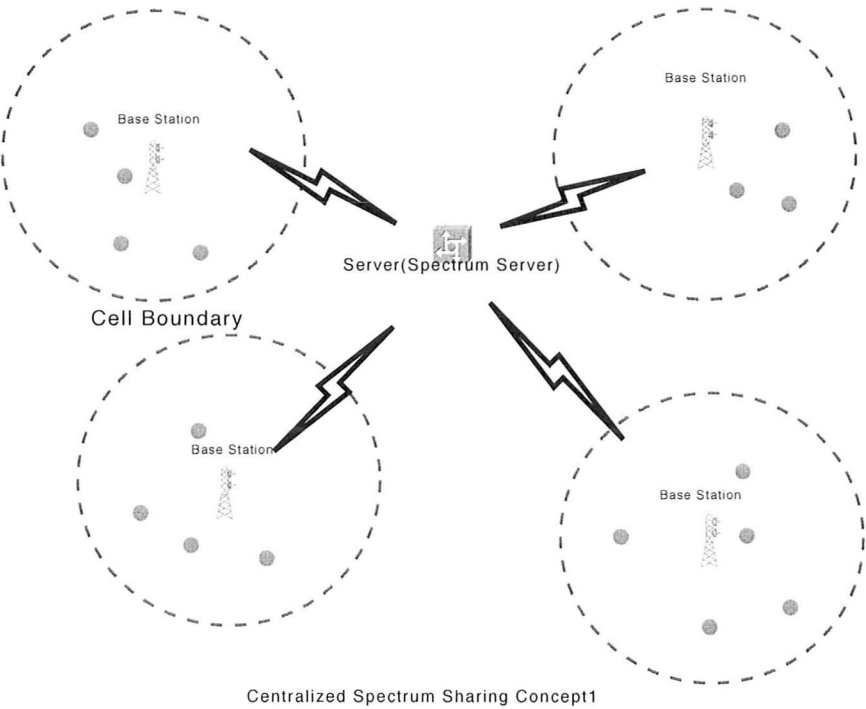 Base Station
Base Station
Server(Spectrum Server)
Cell Boundary
Base Station
Base Station
Centralized Spectrum Sharing Concept1